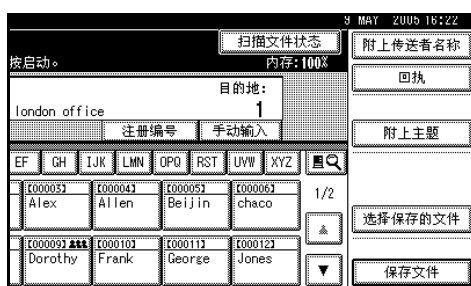 9 MAY 2005 16:22
扫描文件状态
附上传送者名称
按启动。
内存:100%
回执
目的地:
london office
1
注册编号
手动输入
附上主题
EF GH IJK LMN OPQ RST UVW XYZ
[00003] [00004] [00005] [00006]
Alex Allen Beijin chaco
1/2
选择保存的文件
[00009] [00010] [00011] [00012]
Dorothy Frank George Jones
保存文件